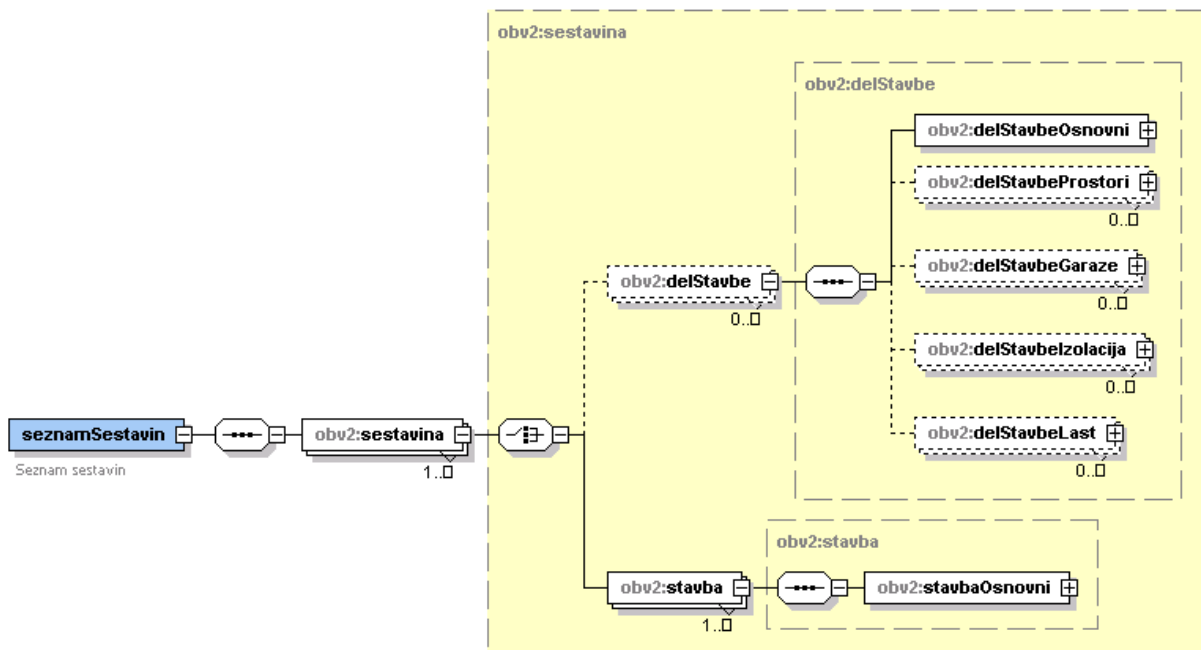 obv2:sestavina
obv2:delStavbe
obv2:delStavbeOsnovni
obv2:delStavbeProstori
0..
obv2:delStavbeGaraze
0..
obv2:delStavbe
0..
obv2:delStavbeIzolacija
0..
obv2:delStavbeLast
0..
seznamSestavin
Seznam sestavin
obv2:sestavina
1..
obv2:stavba
obv2:stavba
1..
obv2:stavbaOsnovni